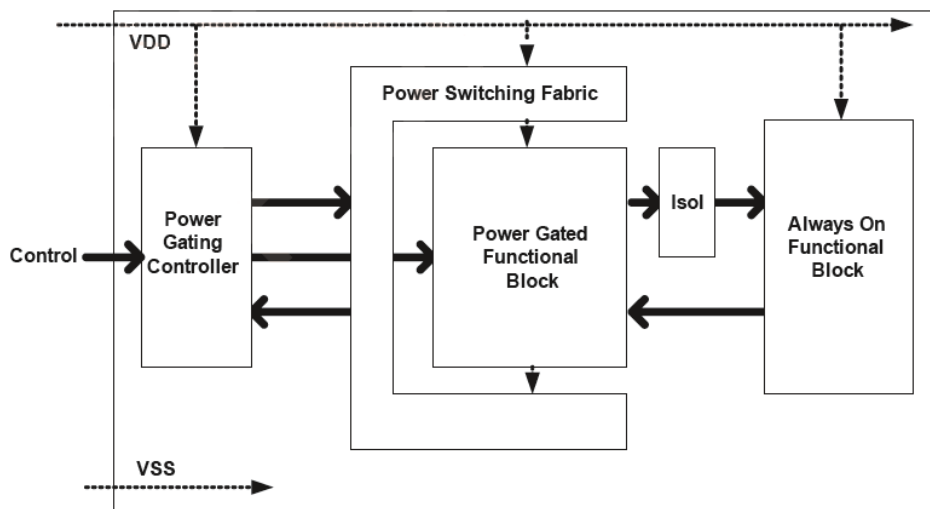 VDD
Power Switching Fabric
Power
Gating
Controller
Control
Power Gated
Functional
Block
Isol
Always On
Functional
Block
VSS